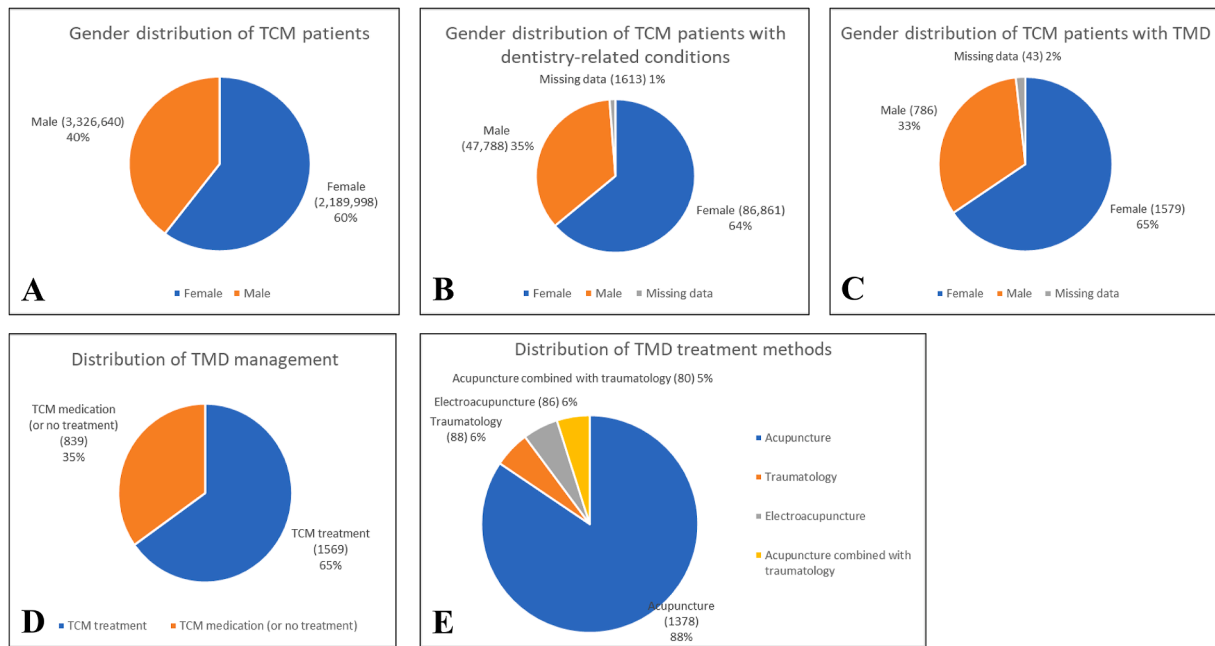 Gender distribution of TCM patients
Male (3,326,640)
40%
Female
(2,189,998)
60%
Female Male
A
Gender distribution of TCM patients with
dentistry-related conditions
Missing data (1613) 1%
Male
(47,788) 35%
Female (86,861)
64%
Female Male Missing data
B
Gender distribution of TCM patients with TMD
Missing data (43) 2%
Male (786)
33%
Female (1579)
65%
Female Male Missing data
C
Distribution of TMD management
TCM medication
(or no treatment)
(839)
35%
TCM treatment
(1569)
65%
TCM treatment TCM medication (or no treatment)
D
Distribution of TMD treatment methods
Acupuncture combined with traumatology (80) 5%
Electroacupuncture (86) 6%
Traumatology
(88) 6%
Acupuncture
(1378)
88%
Acupuncture
Traumatology
Electroacupuncture
Acupuncture combined with
traumatology
E